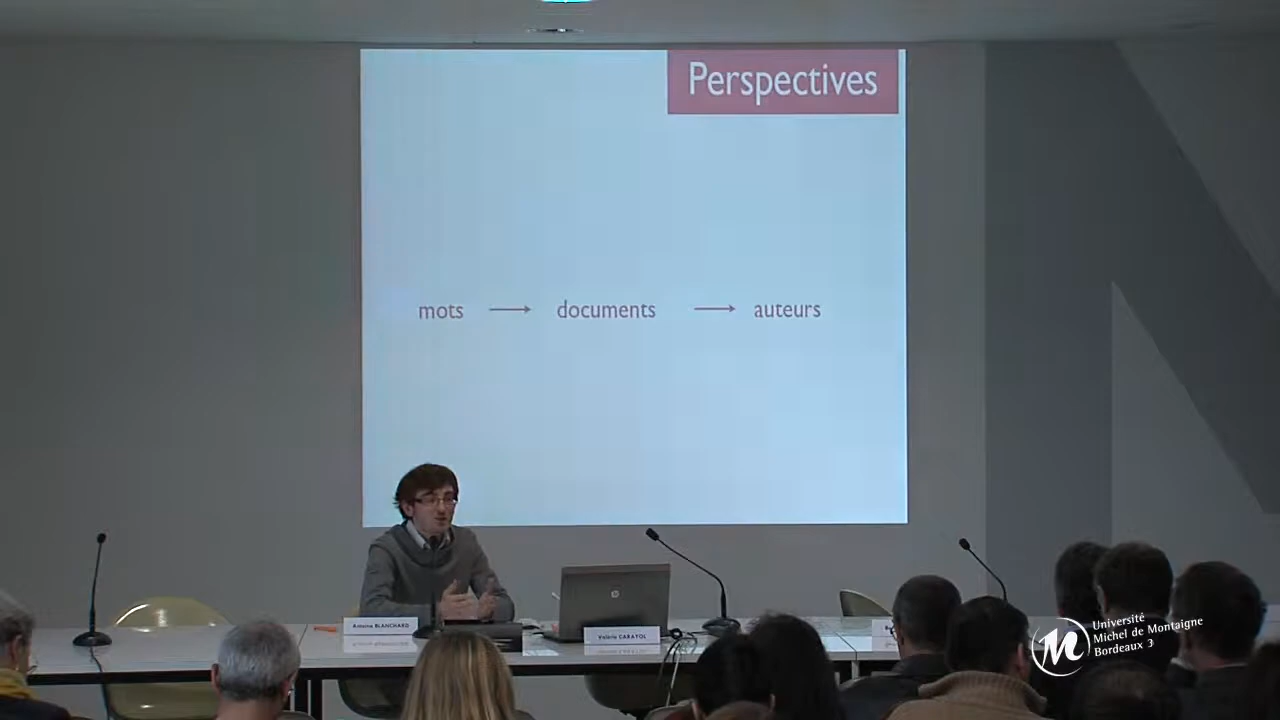 Perspectives
mots → documents → auteurs
Antoine BLANCHARD
Valérie CARAYOL
Université
Michel de Montaigne
Bordeaux 3